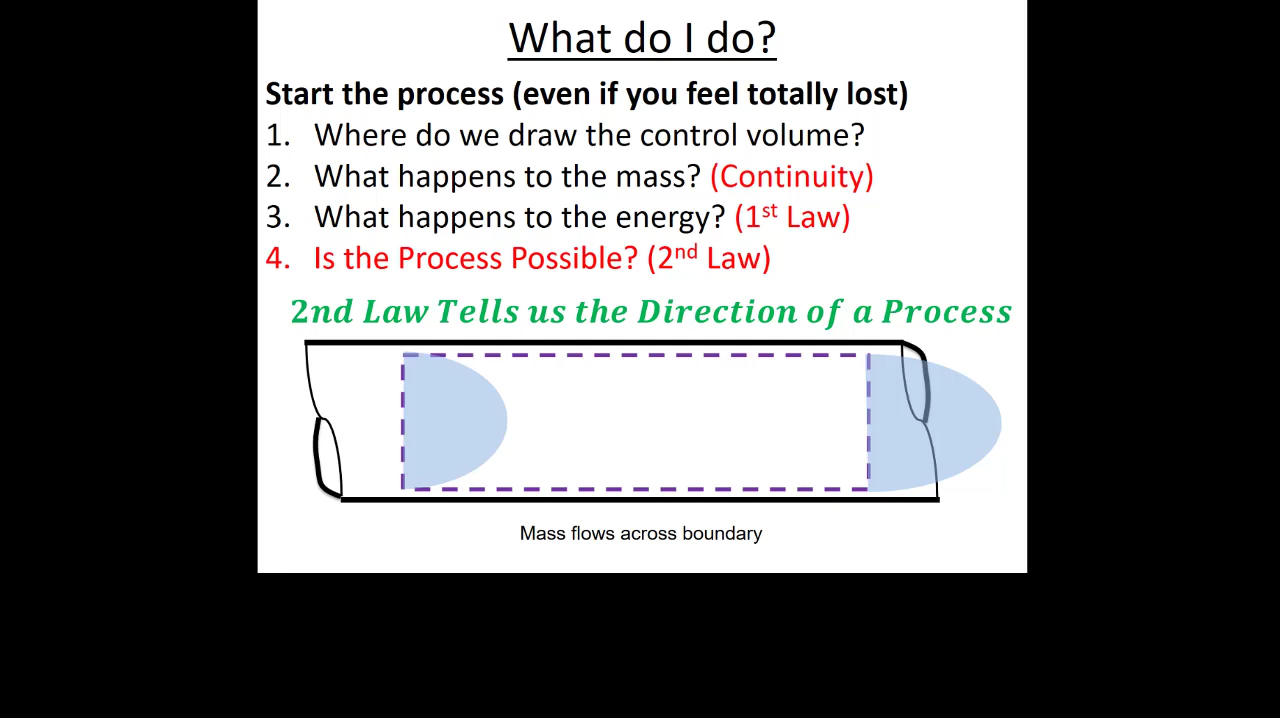 What do I do?
Start the process (even if you feel totally lost)
1. Where do we draw the control volume?
2. What happens to the mass? (Continuity)
3. What happens to the energy? (1st Law)
4. Is the Process Possible? (2nd Law)
2nd Law Tells us the Direction of a Process
Mass flows across boundary